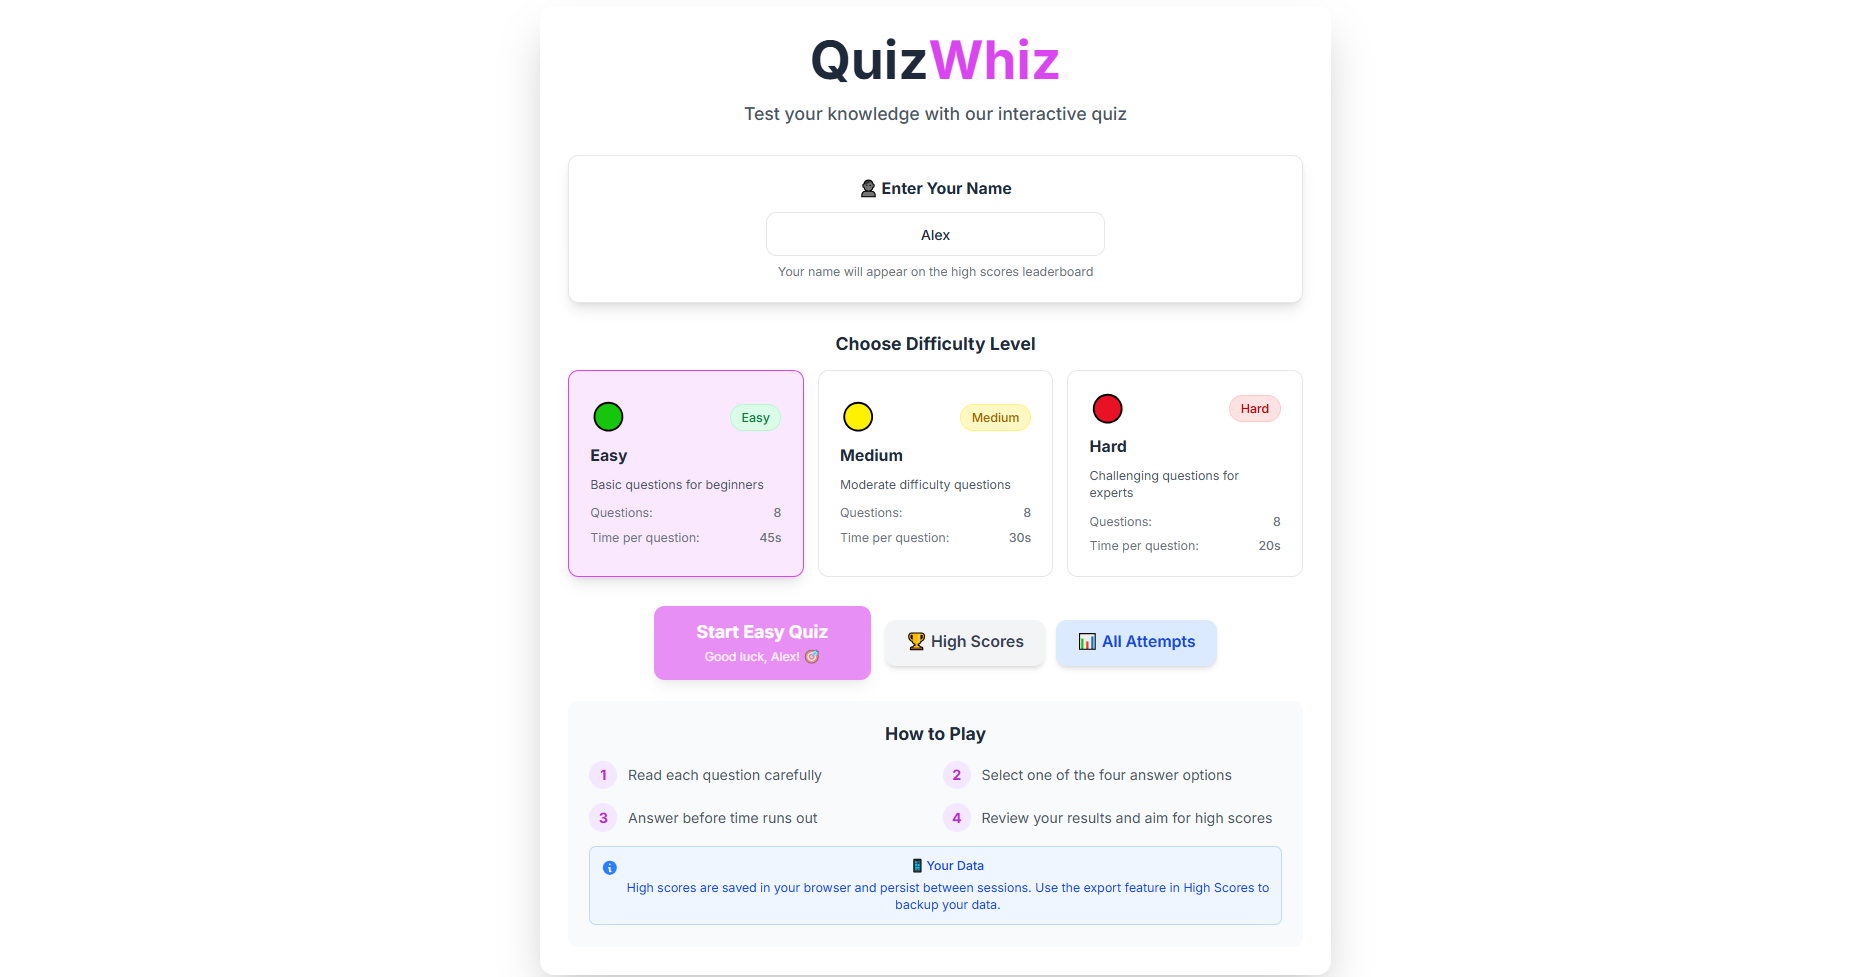 QuizWhiz
Test your knowledge with our interactive quiz
Enter Your Name
Alex
Your name will appear on the high scores leaderboard
Choose Difficulty Level
Easy
Easy
Basic questions for beginners
Questions: 8
Time per question: 45s
Medium
Medium
Moderate difficulty questions
Questions: 8
Time per question: 30s
Hard
Hard
Challenging questions for
experts
Questions: 8
Time per question: 20s
Start Easy Quiz
Good luck, Alex! 🎯
🏆 High Scores
📊 All Attempts
How to Play
1 Read each question carefully
2 Select one of the four answer options
3 Answer before time runs out
4 Review your results and aim for high scores
📱 Your Data
High scores are saved in your browser and persist between sessions. Use the export feature in High Scores to
backup your data.